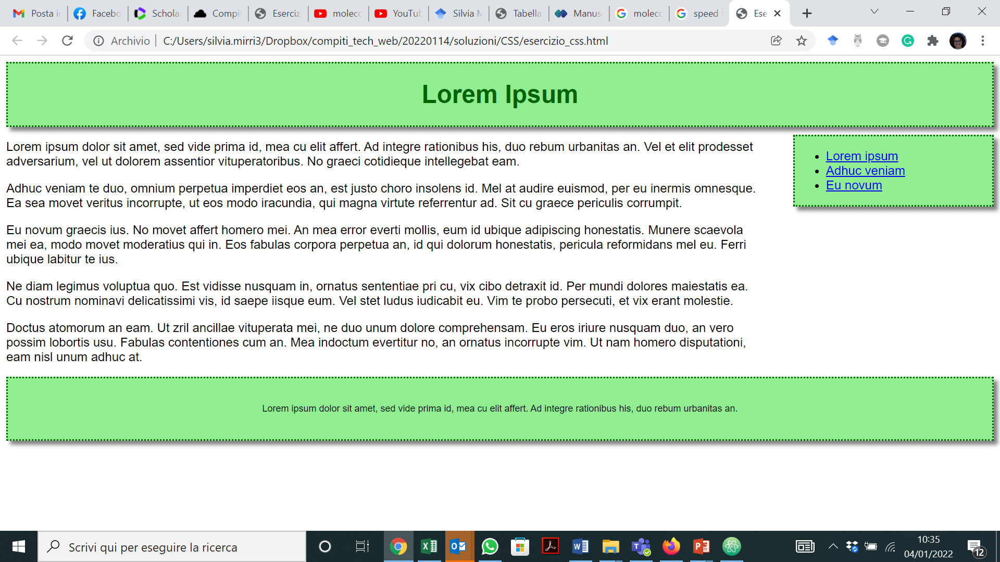 Posta in
Facebo
Scholar
Compit
Eserciz
molecc
YouTub
Silvia M
Tabella
Manus
molecc
speed t
Ese
Archivio
C:/Users/silvia.mirri3/Dropbox/compiti_tech_web/20220114/soluzioni/CSS/esercizio_css.html
Lorem Ipsum
Lorem ipsum dolor sit amet, sed vide prima id, mea cu elit affert. Ad integre rationibus his, duo rebum urbanitas an. Vel et elit prodesset
adversarium, vel ut dolorem assentior vituperatoribus. No graeci cotidieque intellegebat eam.
Adhuc veniam te duo, omnium perpetua imperdiet eos an, est justo choro insolens id. Mel at audire euismod, per eu inermis omnesque.
Ea sea movet veritus incorrupte, ut eos modo iracundia, qui magna virtute referrentur ad. Sit cu graece periculis corrumpit.
Eu novum graecis ius. No movet affert homero mei. An mea error everti mollis, eum id ubique adipiscing honestatis. Munere scaevola
mei ea, modo movet moderatius qui in. Eos fabulas corpora perpetua an, id qui dolorum honestatis, pericula reformidans mel eu. Ferri
ubique labitur te ius.
Ne diam legimus voluptua quo. Est vidisse nusquam in, ornatus sententiae pri cu, vix cibo detraxit id. Per mundi dolores maiestatis ea.
Cu nostrum nominavi delicatissimi vis, id saepe iisque eum. Vel stet ludus iudicabit eu. Vim te probo persecuti, et vix erant molestie.
Doctus atomorum an eam. Ut zril ancillae vituperata mei, ne duo unum dolore comprehensam. Eu eros iriure nusquam duo, an vero
possim lobortis usu. Fabulas contentiones cum an. Mea indoctum evertitur no, an ornatus incorrupte vim. Ut nam homero disputationi,
eam nisl unum adhuc at.
Lorem ipsum
Adhuc veniam
Eu novum
Lorem ipsum dolor sit amet, sed vide prima id, mea cu elit affert. Ad integre rationibus his, duo rebum urbanitas an.
Scrivi qui per eseguire la ricerca
10:35
04/01/2022
12